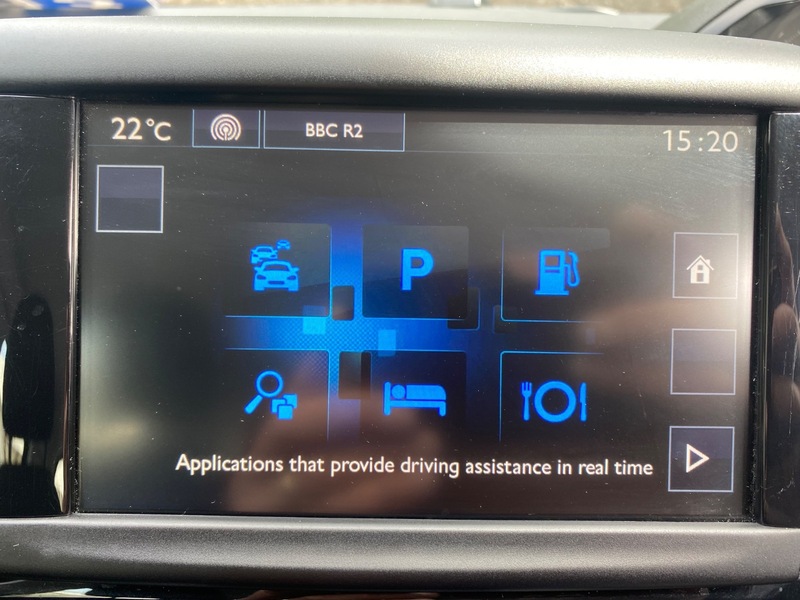 22°C
BBC R2
15:20
P
Applications that provide driving assistance in real time